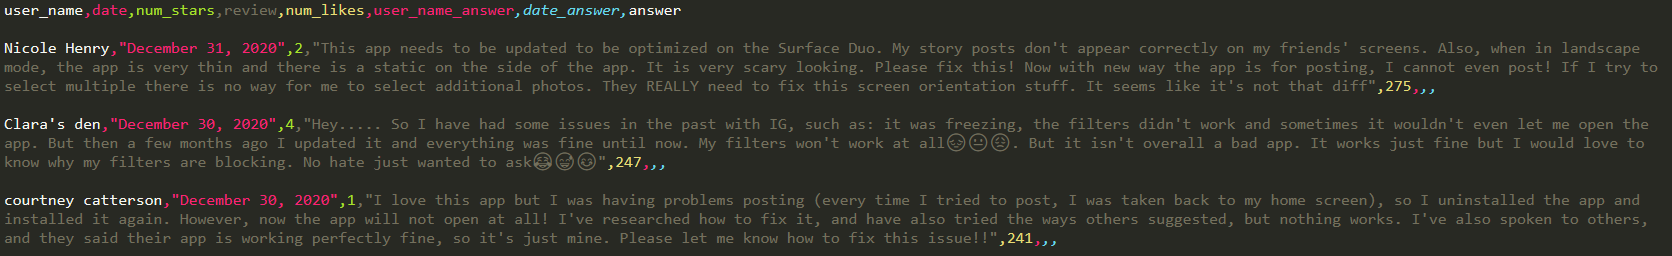 user_name,date,num_stars,review,num_likes,user_name_answer,date_answer,answer
Nicole Henry,"December 31, 2020",2,"This app needs to be updated to be optimized on the Surface Duo. My story posts don't appear correctly on my friends' screens. Also, when in landscape
mode, the app is very thin and there is a static on the side of the app. It is very scary looking. Please fix this! Now with new way the app is for posting, I cannot even post! If I try to
select multiple there is no way for me to select additional photos. They REALLY need to fix this screen orientation stuff. It seems like it's not that diff",275,,,
Clara's den,"December 30, 2020",4,"Hey..... So I have had some issues in the past with IG, such as: it was freezing, the filters didn't work and sometimes it wouldn't even let me open the
app. But then a few months ago I updated it and everything was fine until now. My filters won't work at all. But it isn't overall a bad app. It works just fine but I would love to
know why my filters are blocking. No hate just wanted to ask",247,,,
courtney catterson,"December 30, 2020",1,"I love this app but I was having problems posting (every time I tried to post, I was taken back to my home screen), so I uninstalled the app and
installed it again. However, now the app will not open at all! I've researched how to fix it, and have also tried the ways others suggested, but nothing works. I've also spoken to others,
and they said their app is working perfectly fine, so it's just mine. Please let me know how to fix this issue!!",241,,,